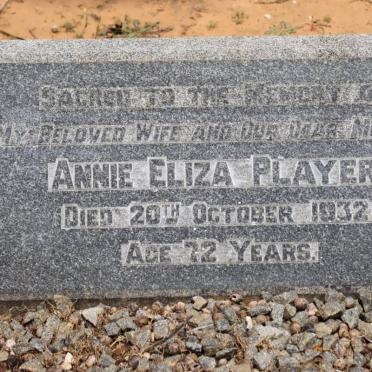 SACRED TO THE MEMORY O
MY BELOVED WIFE AND OUR DEAR M
ANNIE ELIZA PLAYER
DIED 20TH OCTOBER 1932
AGE 72 YEARS.